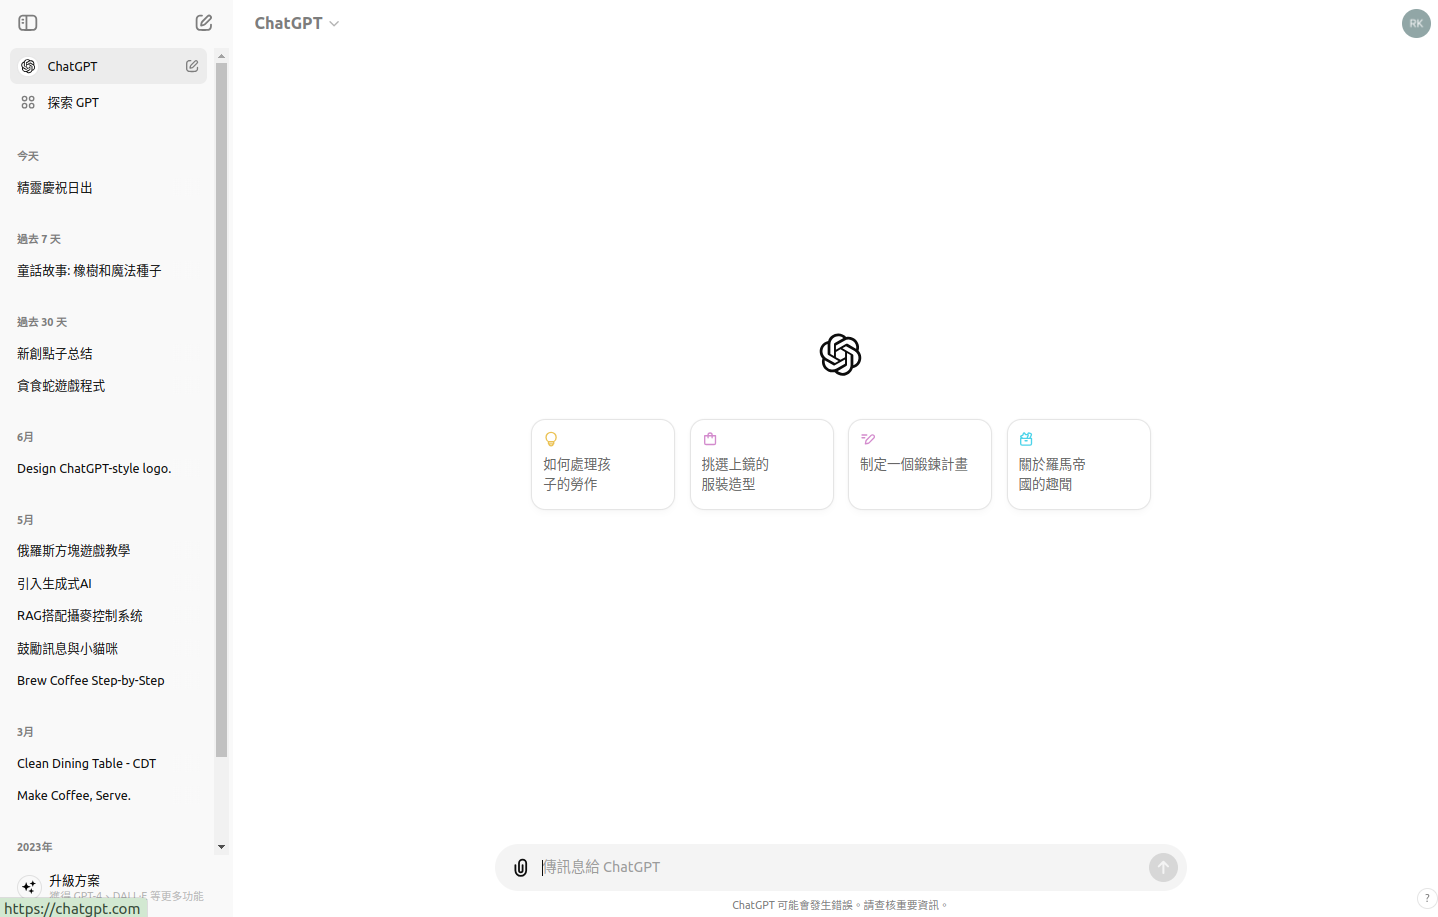 ChatGPT
探索 GPT
今天
精靈慶祝日出
過去 7 天
童話故事: 橡樹和魔法種子
過去 30 天
新創點子总结
貪食蛇遊戲程式
6月
Design ChatGPT-style logo.
5月
俄羅斯方塊遊戲教學
引入生成式AI
RAG搭配攝麥控制系统
鼓勵訊息與小貓咪
Brew Coffee Step-by-Step
3月
Clean Dining Table - CDT
Make Coffee, Serve.
2023年
升級方案
獲得 GPT-4、DALL·E 等更多功能
https://chatgpt.com
ChatGPT
RK
如何處理孩
子的勞作
挑選上鏡的
服裝造型
制定一個鍛鍊計畫
關於羅馬帝
國的趣聞
傳訊息給 ChatGPT
ChatGPT 可能會發生錯誤。請查核重要資訊。
?